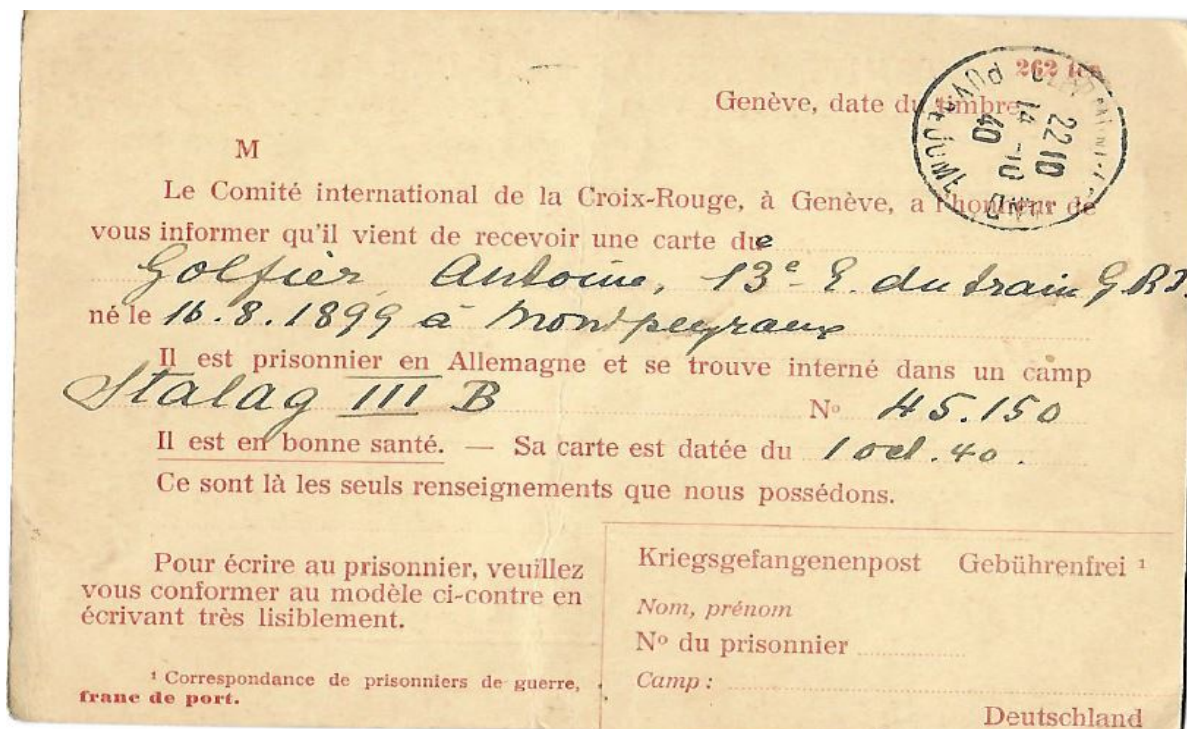 262
Genève, date du timbre
22 10
14 -10
40
PUY DE DOME
M
Le Comité international de la Croix-Rouge, à Genève, a l'honneur de
vous informer qu'il vient de recevoir une carte de
Golfier Antoine, 13e E. du train G.R.
né le 16.8.1899 à Montpeyroux
Il est prisonnier en Allemagne et se trouve interné dans un camp
Stalag III B No 45.150
Il est en bonne santé. — Sa carte est datée du 1 oct. 40.
Ce sont là les seuls renseignements que nous possédons.
Pour écrire au prisonnier, veuillez
vous conformer au modèle ci-contre en
écrivant très lisiblement.
¹ Correspondance de prisonniers de guerre,
franc de port.
Kriegsgefangenenpost Gebührenfrei ¹
Nom, prénom
No du prisonnier
Camp :
Deutschland